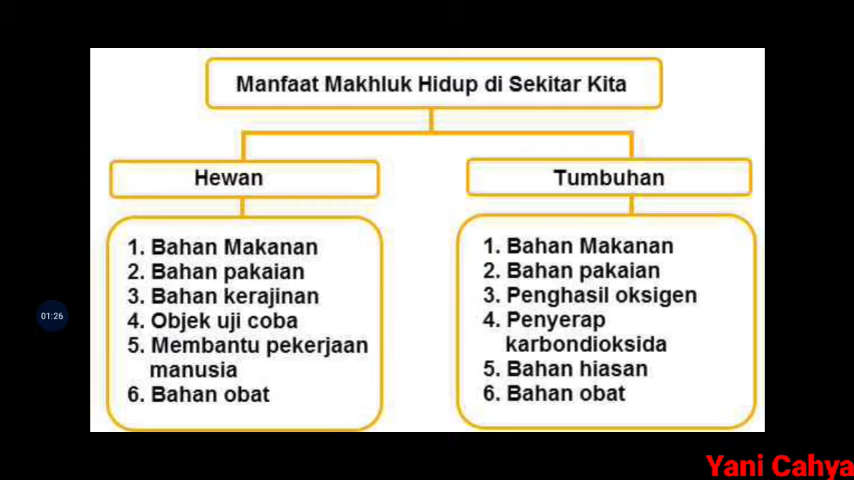 Manfaat Makhluk Hidup di Sekitar Kita
Hewan
1. Bahan Makanan
2. Bahan pakaian
3. Bahan kerajinan
4. Objek uji coba
5. Membantu pekerjaan
manusia
6. Bahan obat
Tumbuhan
1. Bahan Makanan
2. Bahan pakaian
3. Penghasil oksigen
4. Penyerap
karbondioksida
5. Bahan hiasan
6. Bahan obat
01:26
Yani Cahya